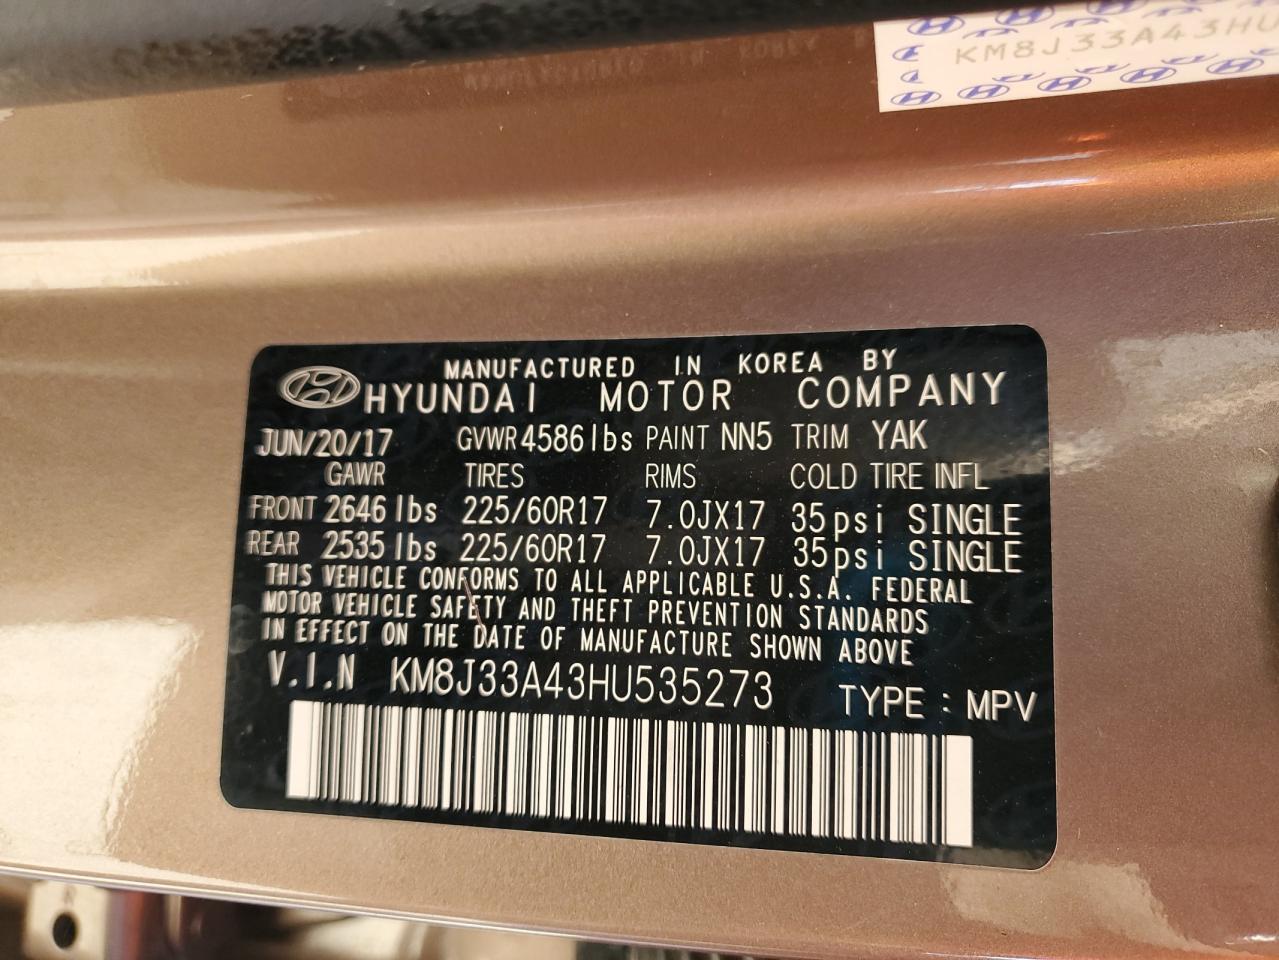 KM8J33A43HU
MANUFACTURED IN KOREA BY
HYUNDAI MOTOR COMPANY
JUN/20/17 GVWR 4586 lbs PAINT NN5 TRIM YAK
GAWR TIRES RIMS COLD TIRE INFL
FRONT 2646 lbs 225/60R17 7.0JX17 35psi SINGLE
REAR 2535 lbs 225/60R17 7.0JX17 35psi SINGLE
THIS VEHICLE CONFORMS TO ALL APPLICABLE U.S.A. FEDERAL
MOTOR VEHICLE SAFETY AND THEFT PREVENTION STANDARDS
IN EFFECT ON THE DATE OF MANUFACTURE SHOWN ABOVE
V.I.N KM8J33A43HU535273 TYPE : MPV